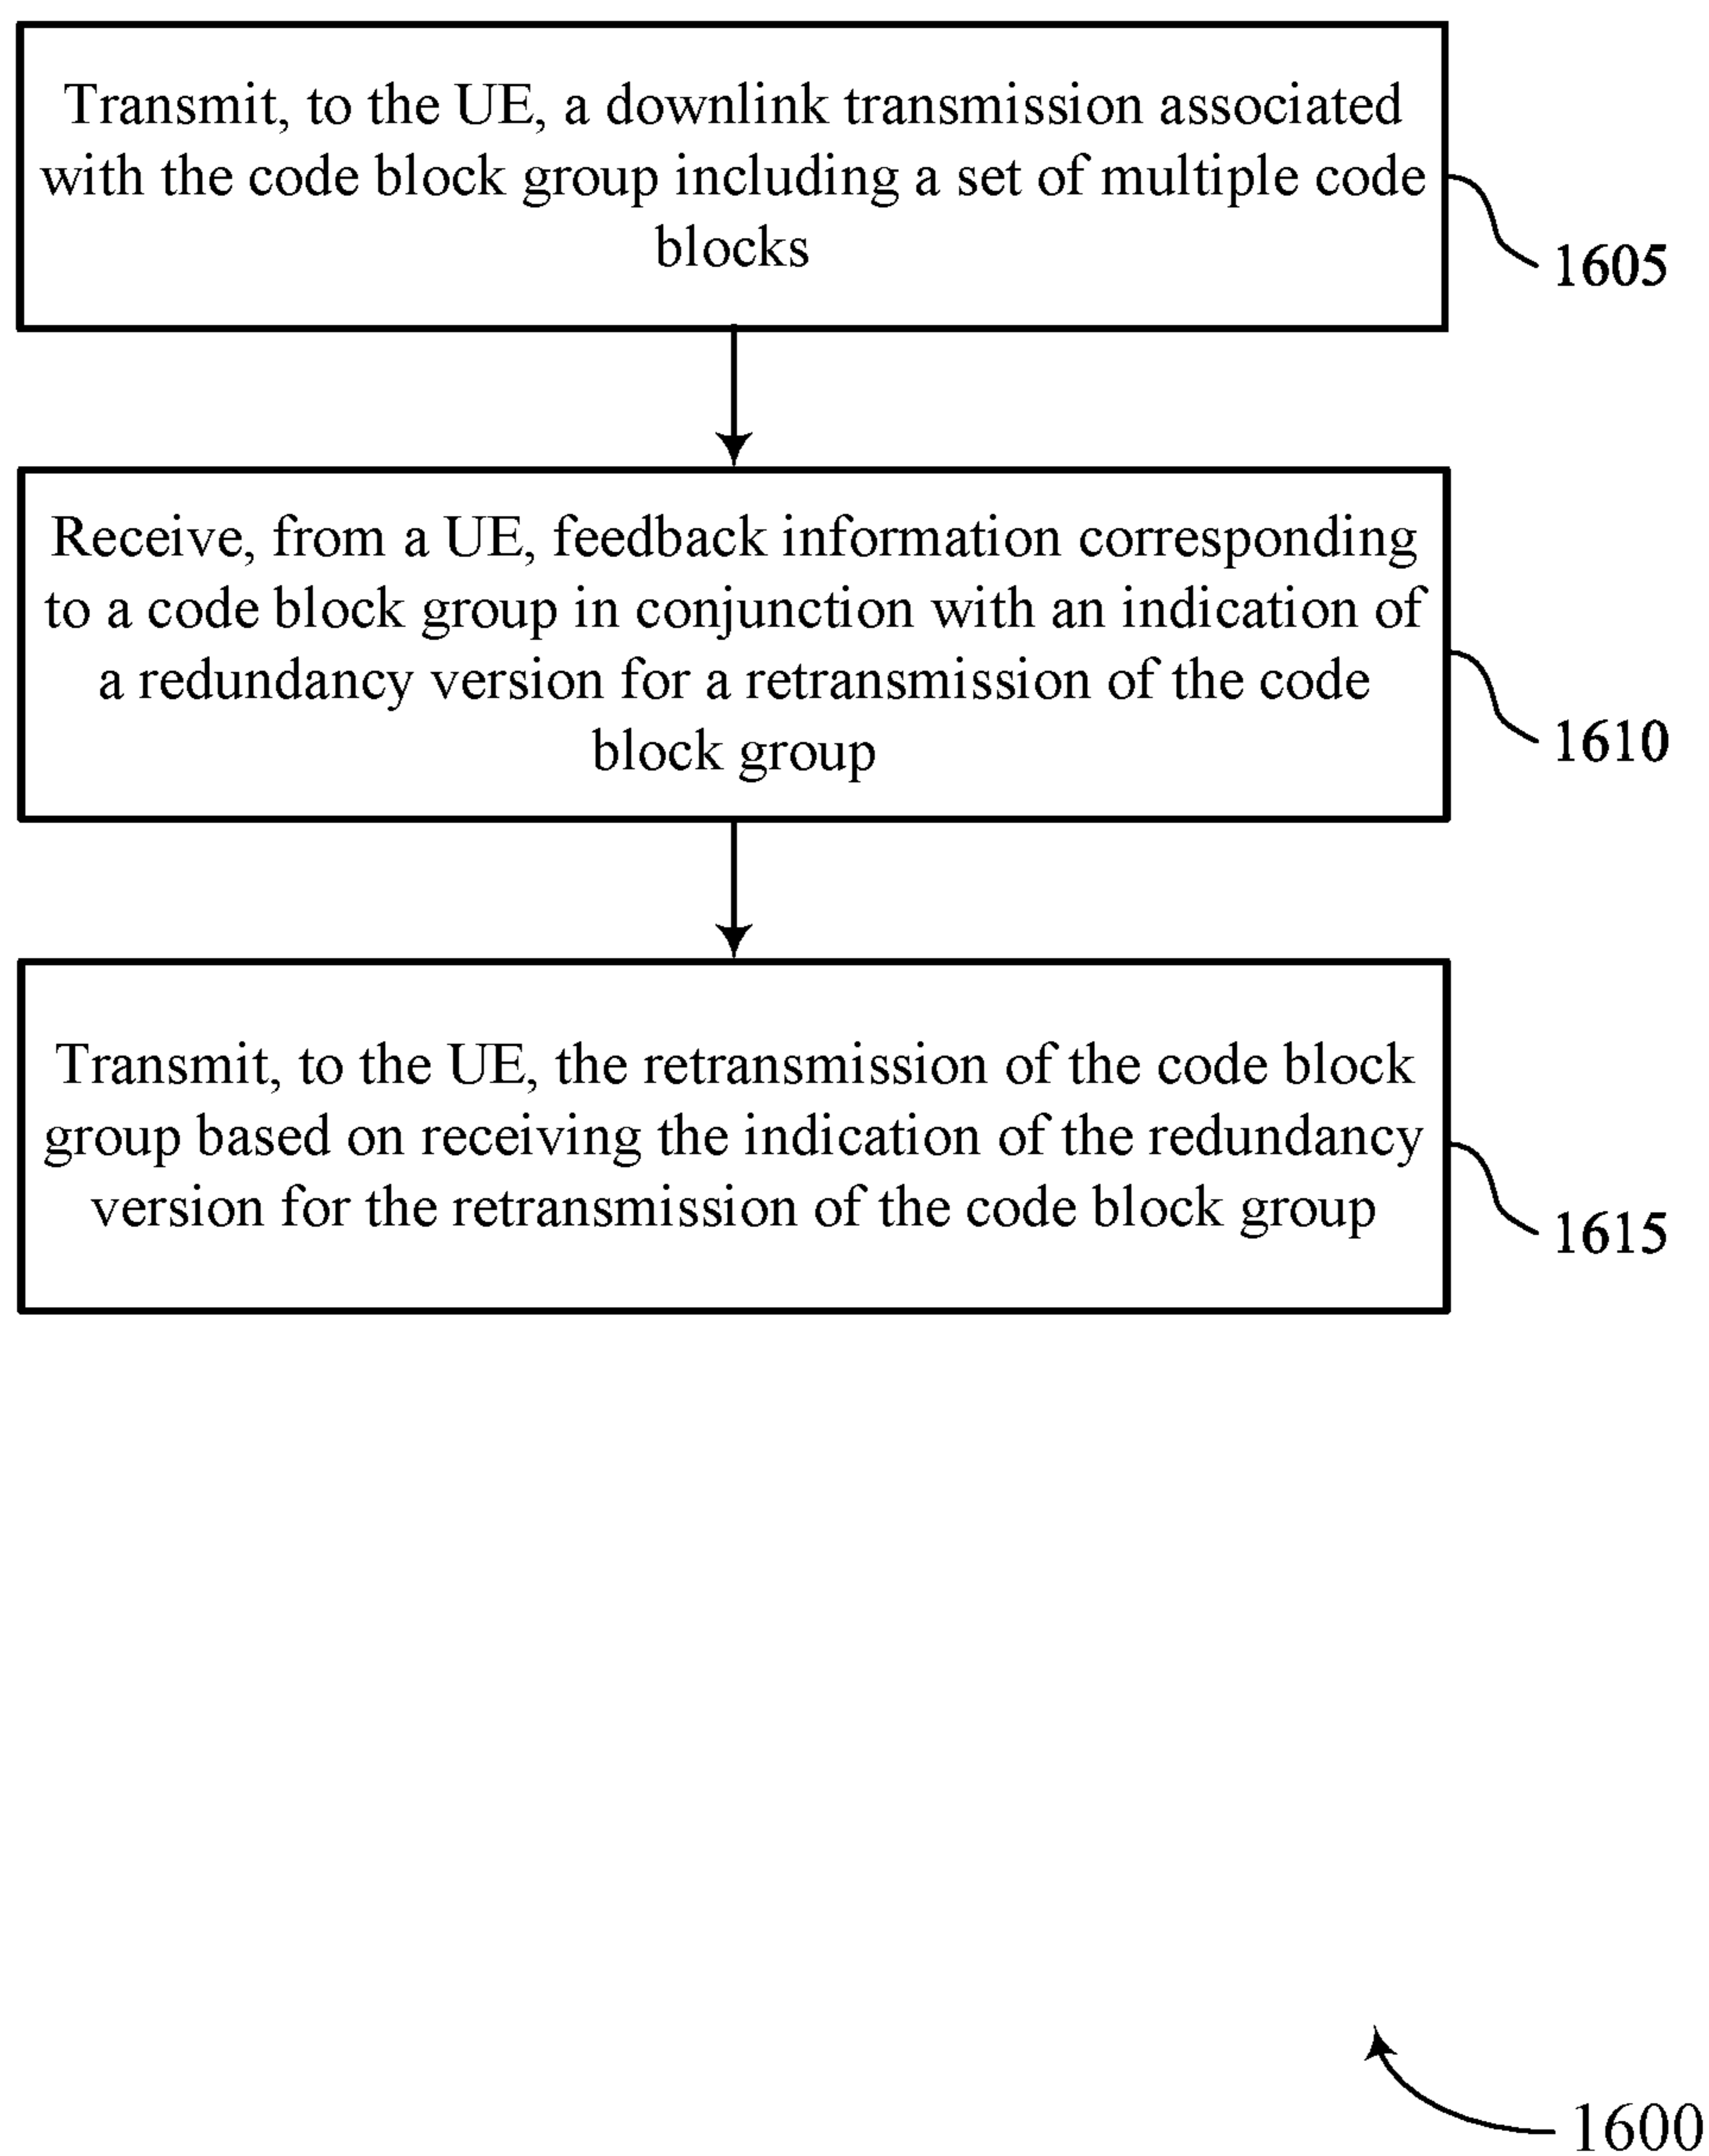 Transmit, to the UE, a downlink transmission associated
with the code block group including a set of multiple code
blocks
1605
Receive, from a UE, feedback information corresponding
to a code block group in conjunction with an indication of
a redundancy version for a retransmission of the code
block group
1610
Transmit, to the UE, the retransmission of the code block
group based on receiving the indication of the redundancy
version for the retransmission of the code block group
1615
1600